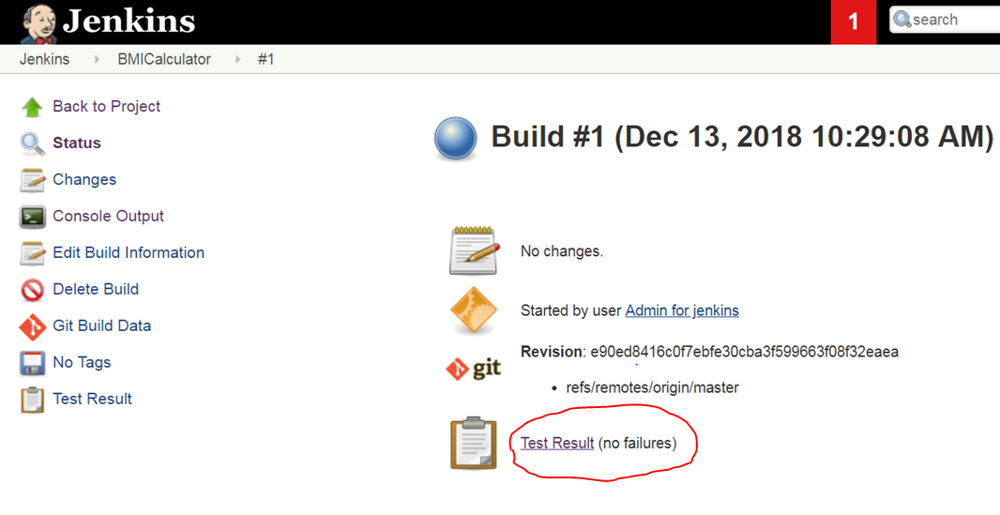 Jenkins
1
search
Jenkins BMICalculator #1
Back to Project
Status
Changes
Console Output
Edit Build Information
Delete Build
Git Build Data
No Tags
Test Result
Build #1 (Dec 13, 2018 10:29:08 AM)
No changes.
Started by user Admin for jenkins
git
Revision: e90ed8416c0f7ebfe30cba3f599663f08f32eaea
• refs/remotes/origin/master
Test Result (no failures)